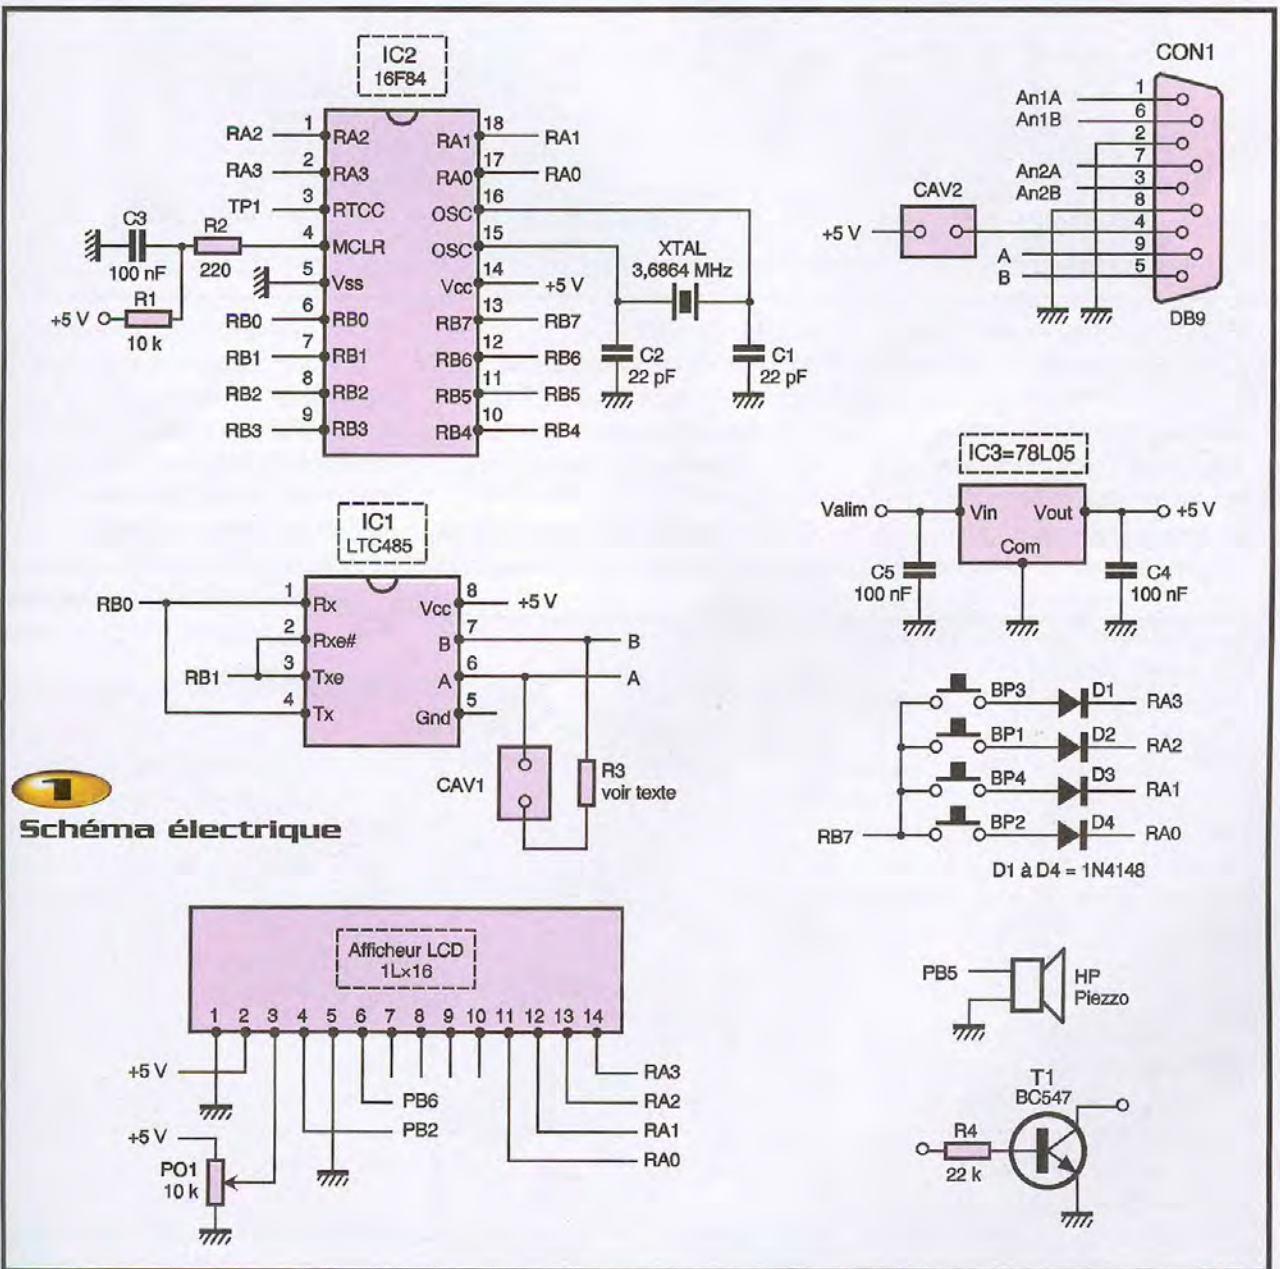 IC2
16F84
RA2 1 RA2 RA1 18 RA1
RA3 2 RA3 RA0 17 RA0
TP1 3 RTCC OSC 16
4 MCLR OSC 15
5 Vss Vcc 14 +5 V
RB0 6 RB0 RB7 13 RB7
RB1 7 RB1 RB6 12 RB6
RB2 8 RB2 RB5 11 RB5
RB3 9 RB3 RB4 10 RB4
C3
100 nF
R2
220
+5 V
R1
10 k
XTAL
3,6864 MHz
C2
22 pF
C1
22 pF
CON1
An1A 1
An1B 6
2
An2A 7
An2B 3
8
4
A 9
B 5
DB9
CAV2
+5 V
IC3=78L05
Valim Vin Vout +5 V
Com
C5
100 nF
C4
100 nF
IC1
LTC485
RB0 1 Rx Vcc 8 +5 V
2 Rxe# B 7 B
RB1 3 Txe A 6 A
4 Tx Gnd 5
CAV1
R3
voir texte
BP3 D1 RA3
BP1 D2 RA2
BP4 D3 RA1
RB7 BP2 D4 RA0
D1 à D4 = 1N4148
1
Schéma électrique
Afficheur LCD
1Lx16
1 2 3 4 5 6 7 8 9 10 11 12 13 14
+5 V
RA3
PB6 RA2
+5 V PB2 RA1
RA0
PO1
10 k
PB5
HP
Piezzo
T1
BC547
R4
22 k